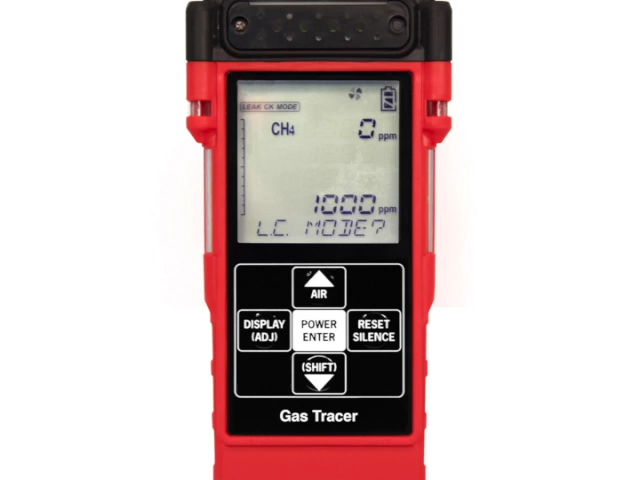 LEAK CK MODE
CH4 0 ppm
1000 ppm
L.C. MODE?
AIR
DISPLAY (ADJ)
POWER ENTER
RESET SILENCE
(SHIFT)
Gas Tracer